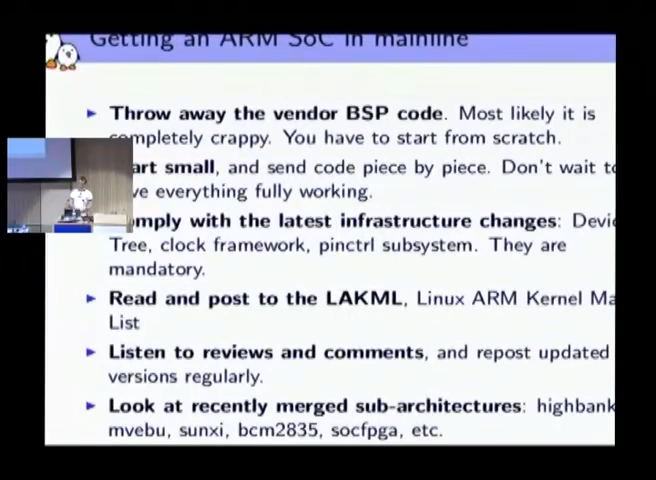 Getting an ARM SoC in mainline
Throw away the vendor BSP code. Most likely it is
completely crappy. You have to start from scratch.
art small, and send code piece by piece. Don't wait to
ve everything fully working.
omply with the latest infrastructure changes: Devic
Tree, clock framework, pinctrl subsystem. They are
mandatory.
Read and post to the LAKML, Linux ARM Kernel Ma
List
Listen to reviews and comments, and repost updated
versions regularly.
Look at recently merged sub-architectures: highbank
mvebu, sunxi, bcm2835, socfpga, etc.